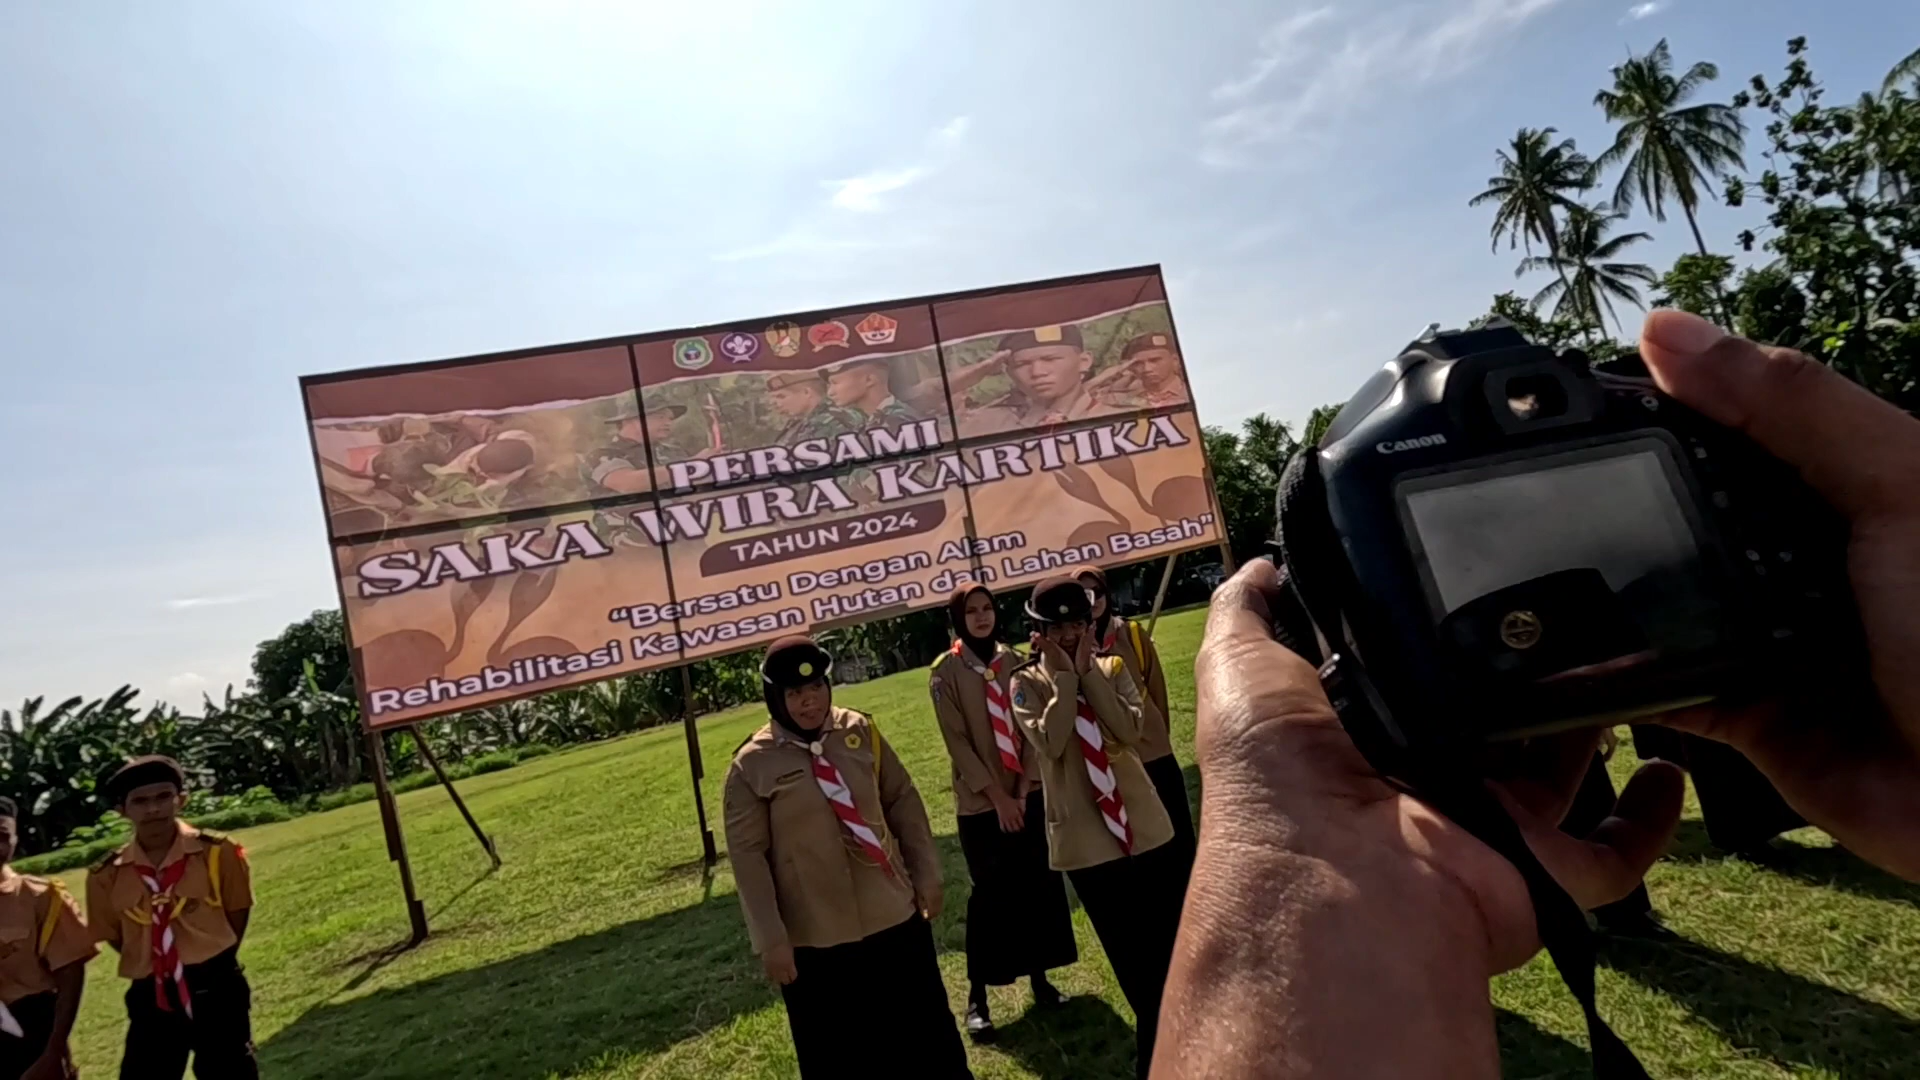 PERSAMI
SAKA WIRA KARTIKA
TAHUN 2024
“Bersatu Dengan Alam
Rehabilitasi Kawasan Hutan dan Lahan Basah”
Canon